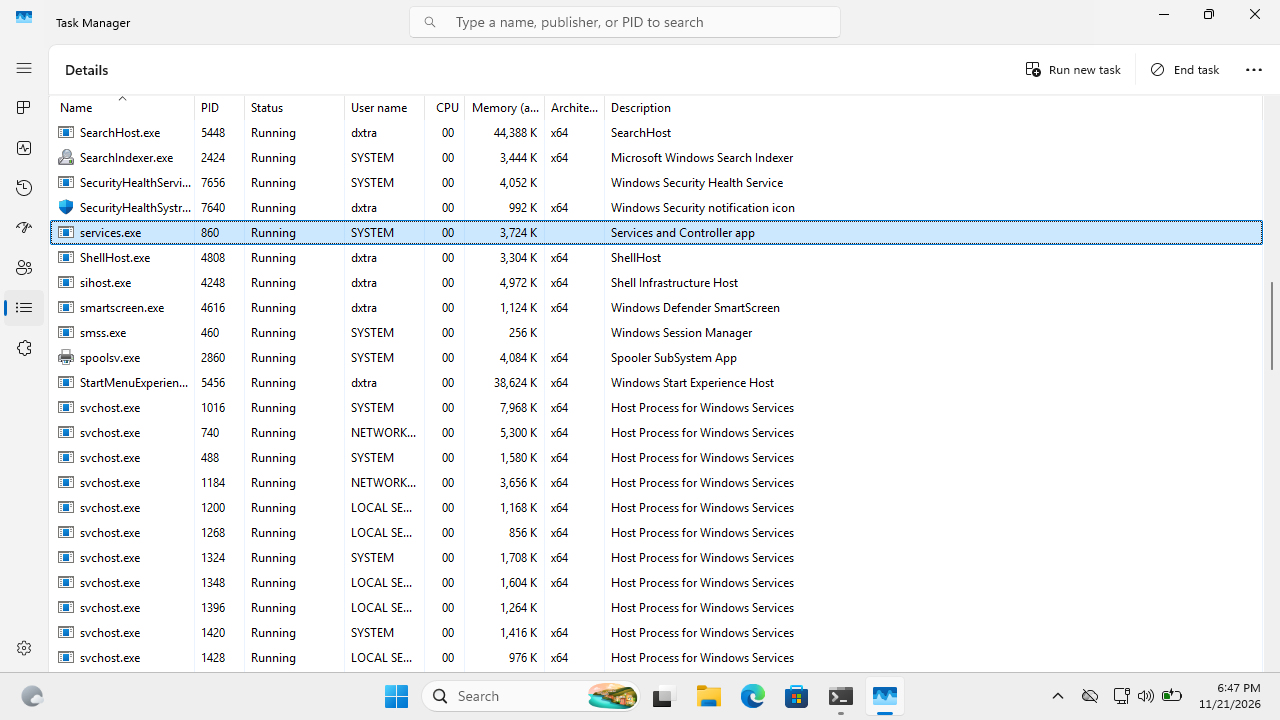 Task Manager
Type a name, publisher, or PID to search
Details
Run new task
End task
Name PID Status User name CPU Memory (a... Archite... Description
SearchHost.exe 5448 Running dxtra 00 44,388 K x64 SearchHost
SearchIndexer.exe 2424 Running SYSTEM 00 3,444 K x64 Microsoft Windows Search Indexer
SecurityHealthServi... 7656 Running SYSTEM 00 4,052 K Windows Security Health Service
SecurityHealthSystr... 7640 Running dxtra 00 992 K x64 Windows Security notification icon
services.exe 860 Running SYSTEM 00 3,724 K Services and Controller app
ShellHost.exe 4808 Running dxtra 00 3,304 K x64 ShellHost
sihost.exe 4248 Running dxtra 00 4,972 K x64 Shell Infrastructure Host
smartscreen.exe 4616 Running dxtra 00 1,124 K x64 Windows Defender SmartScreen
smss.exe 460 Running SYSTEM 00 256 K Windows Session Manager
spoolsv.exe 2860 Running SYSTEM 00 4,084 K x64 Spooler SubSystem App
StartMenuExperien... 5456 Running dxtra 00 38,624 K x64 Windows Start Experience Host
svchost.exe 1016 Running SYSTEM 00 7,968 K x64 Host Process for Windows Services
svchost.exe 740 Running NETWORK... 00 5,300 K x64 Host Process for Windows Services
svchost.exe 488 Running SYSTEM 00 1,580 K x64 Host Process for Windows Services
svchost.exe 1184 Running NETWORK... 00 3,656 K x64 Host Process for Windows Services
svchost.exe 1200 Running LOCAL SE... 00 1,168 K x64 Host Process for Windows Services
svchost.exe 1268 Running LOCAL SE... 00 856 K x64 Host Process for Windows Services
svchost.exe 1324 Running SYSTEM 00 1,708 K x64 Host Process for Windows Services
svchost.exe 1348 Running LOCAL SE... 00 1,604 K x64 Host Process for Windows Services
svchost.exe 1396 Running LOCAL SE... 00 1,264 K Host Process for Windows Services
svchost.exe 1420 Running SYSTEM 00 1,416 K x64 Host Process for Windows Services
svchost.exe 1428 Running LOCAL SE... 00 976 K x64 Host Process for Windows Services
Search
6:47 PM
11/21/2026